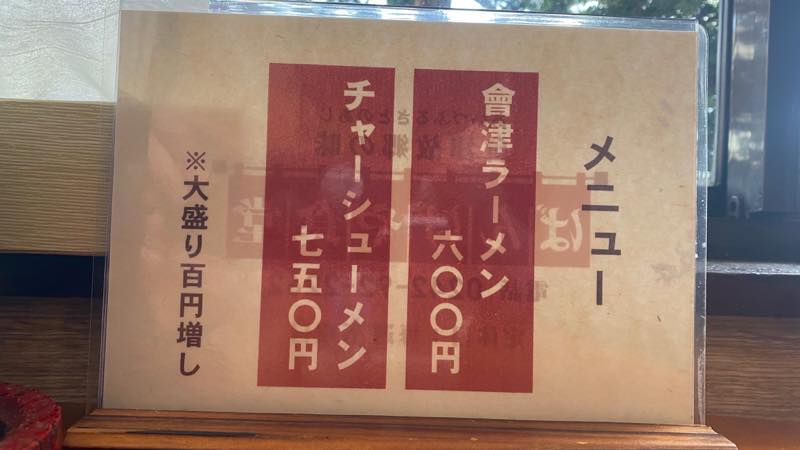 メニュー
會津ラーメン
六〇〇円
チャーシューメン
七五〇円
※大盛り百円増し